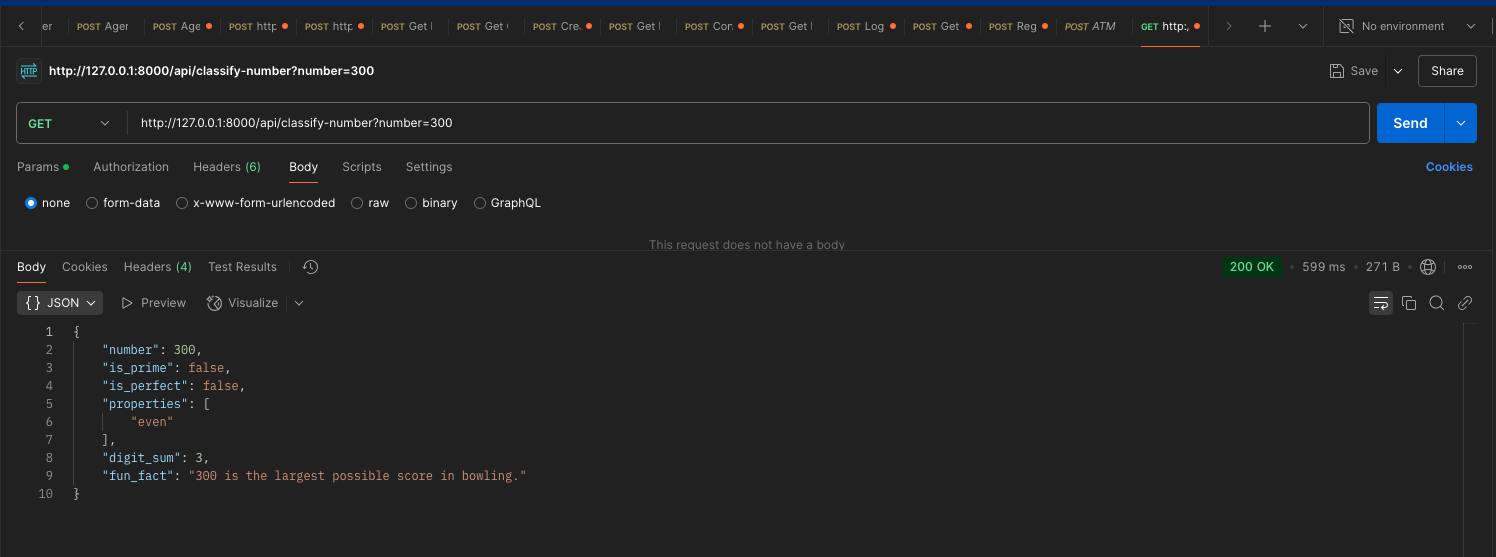 er POST Ager POST Age POST http POST http POST Get POST Get POST Cre POST Get POST Con POST Get POST Log POST Get POST Reg POST ATM GET http:, No environment
HTTP http://127.0.0.1:8000/api/classify-number?number=300 Save Share
GET http://127.0.0.1:8000/api/classify-number?number=300 Send
Params Authorization Headers (6) Body Scripts Settings Cookies
none form-data x-www-form-urlencoded raw binary GraphQL
This request does not have a body
Body Cookies Headers (4) Test Results 200 OK • 599 ms • 271 B •
{} JSON Preview Visualize
1 {
2 "number": 300,
3 "is_prime": false,
4 "is_perfect": false,
5 "properties": [
6 "even"
7 ],
8 "digit_sum": 3,
9 "fun_fact": "300 is the largest possible score in bowling."
10 }